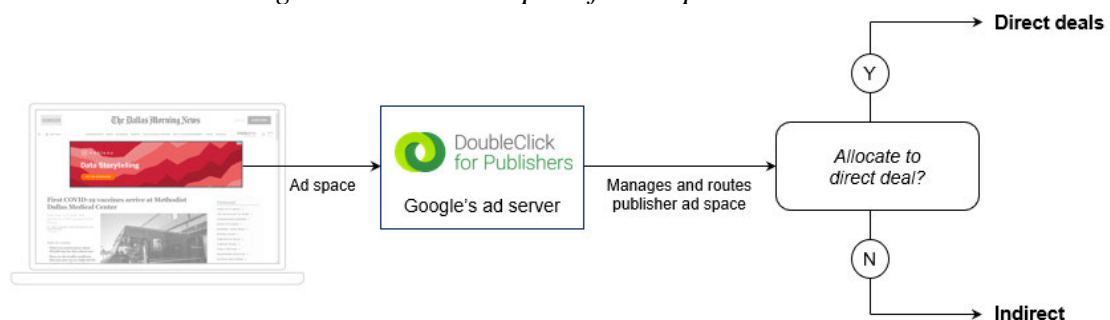 The Dallas Morning News
Data Storytelling
First COVID-19 vaccines arrive at Methodist
Dallas Medical Center
Ad space
DoubleClick
for Publishers
Google's ad server
Manages and routes
publisher ad space
Allocate to
direct deal?
Y
Direct deals
N
Indirect